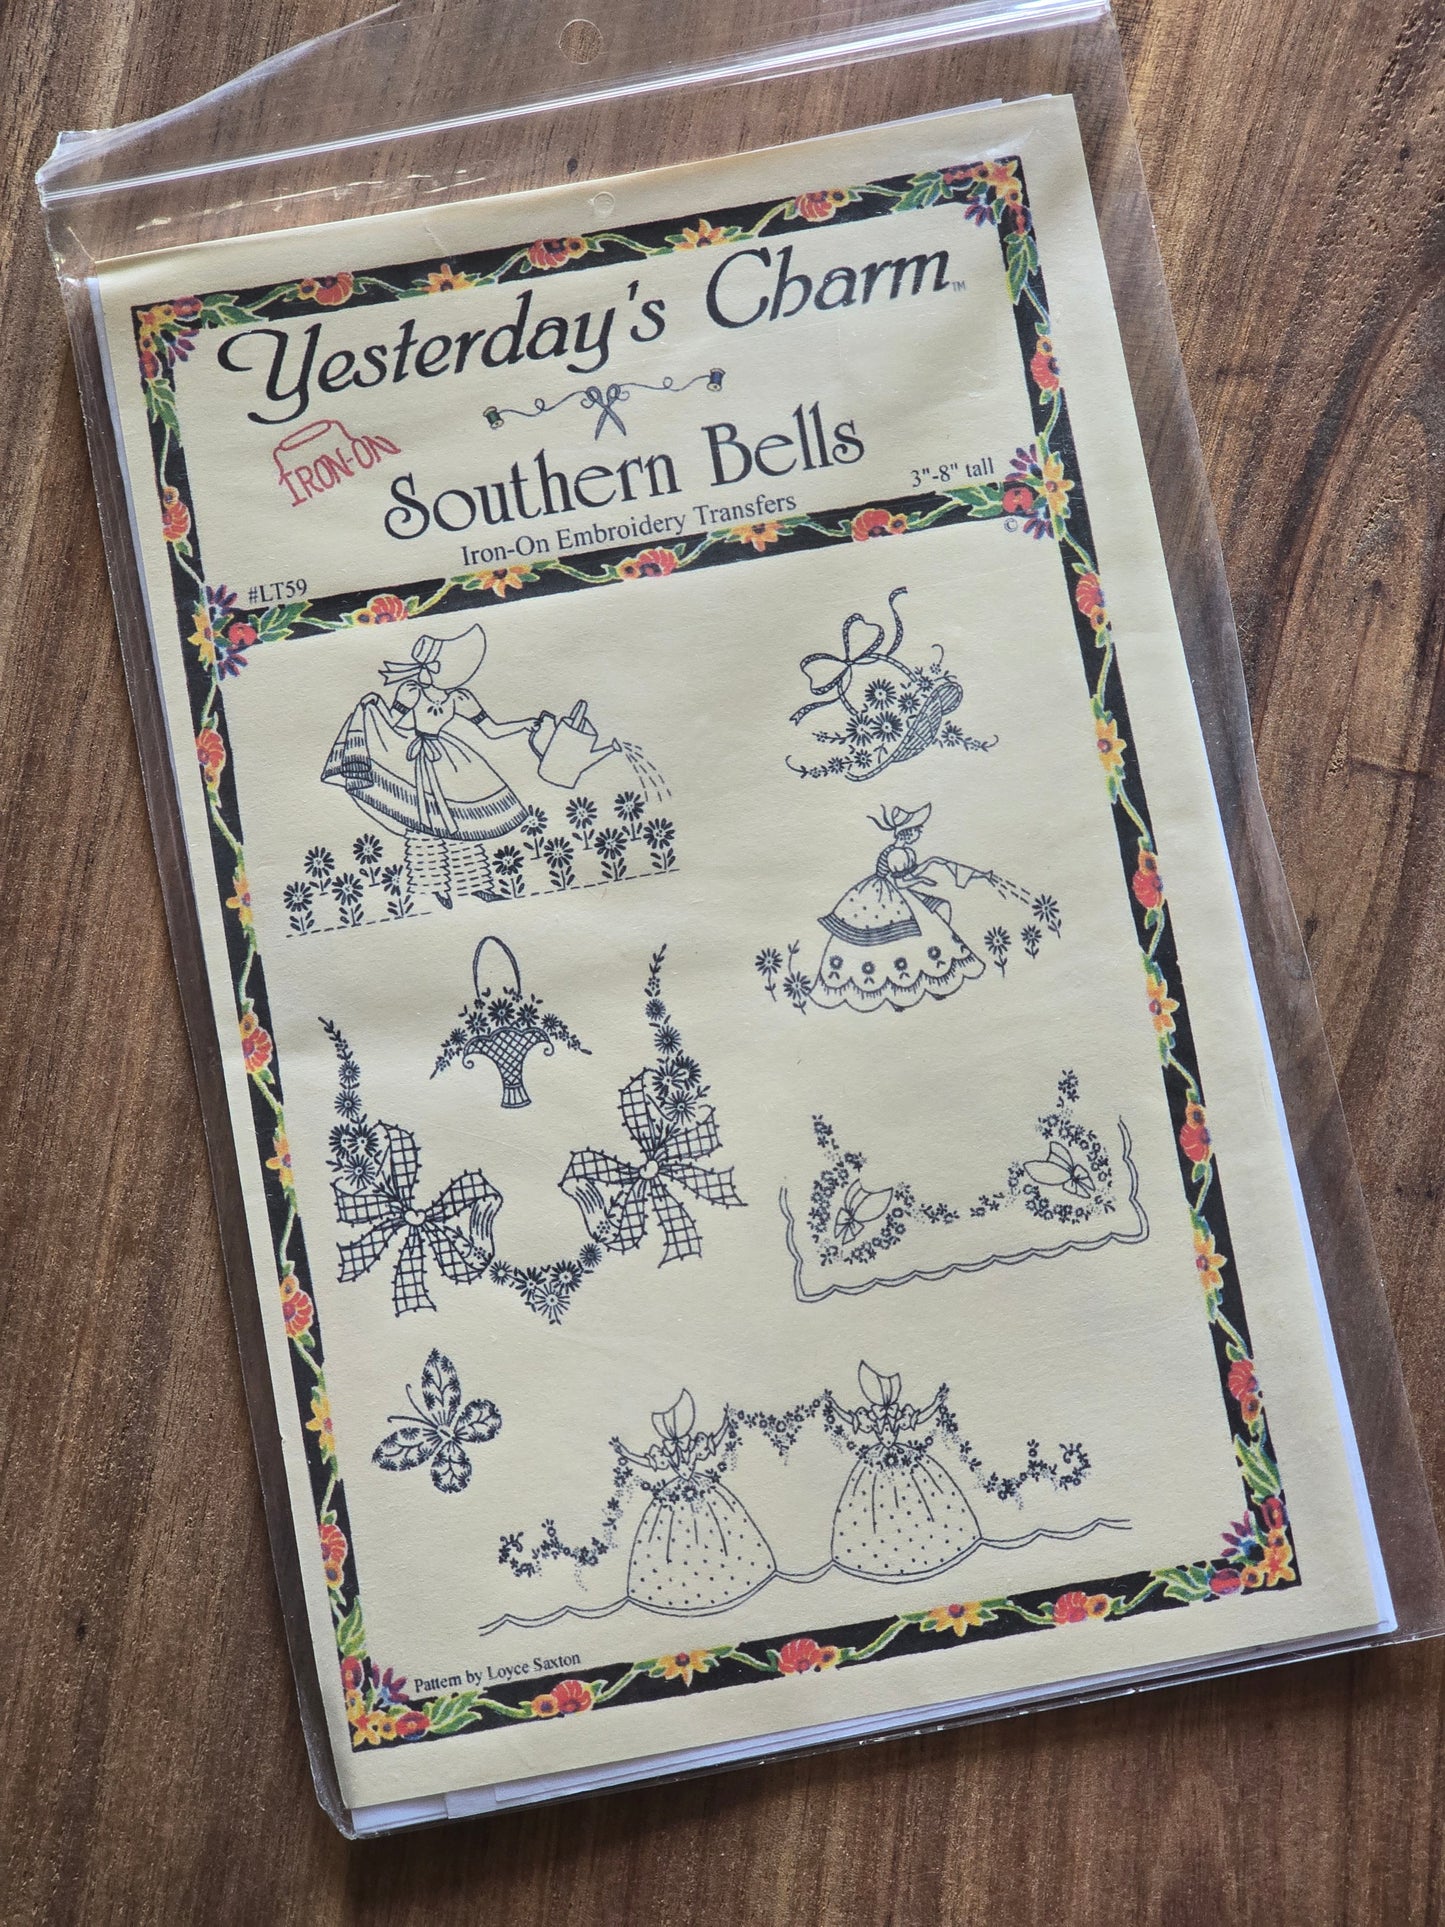 Yesterday's Charm™
IRON-ON
Southern Bells
3"-8" tall
Iron-On Embroidery Transfers
©
#LT59
Pattern by Loyce Saxton